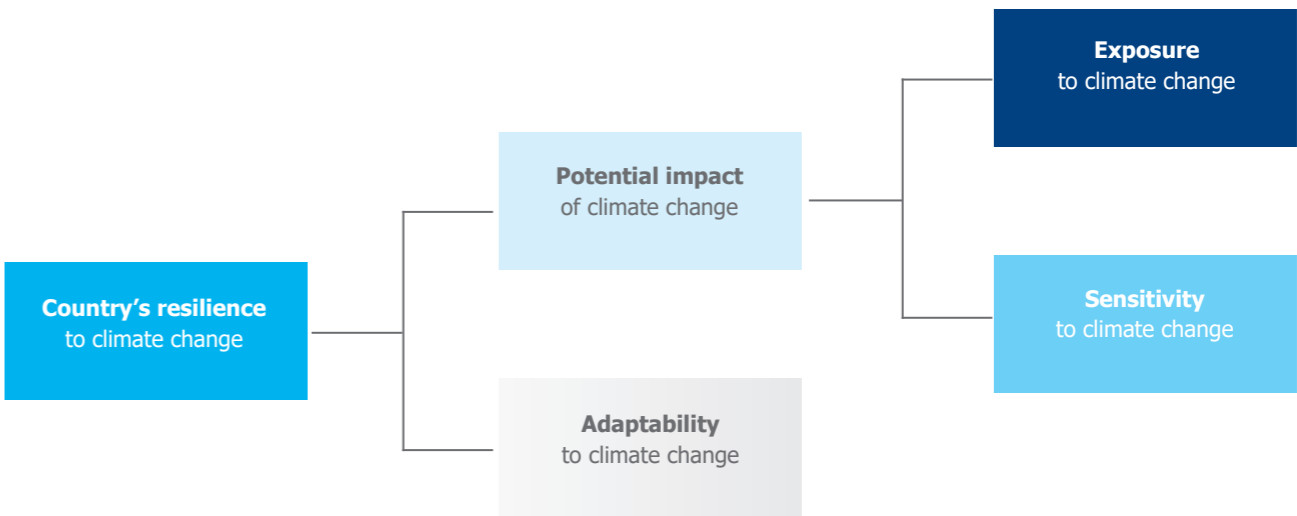 Exposure
to climate change
Potential impact
of climate change
Country’s resilience
to climate change
Sensitivity
to climate change
Adaptability
to climate change